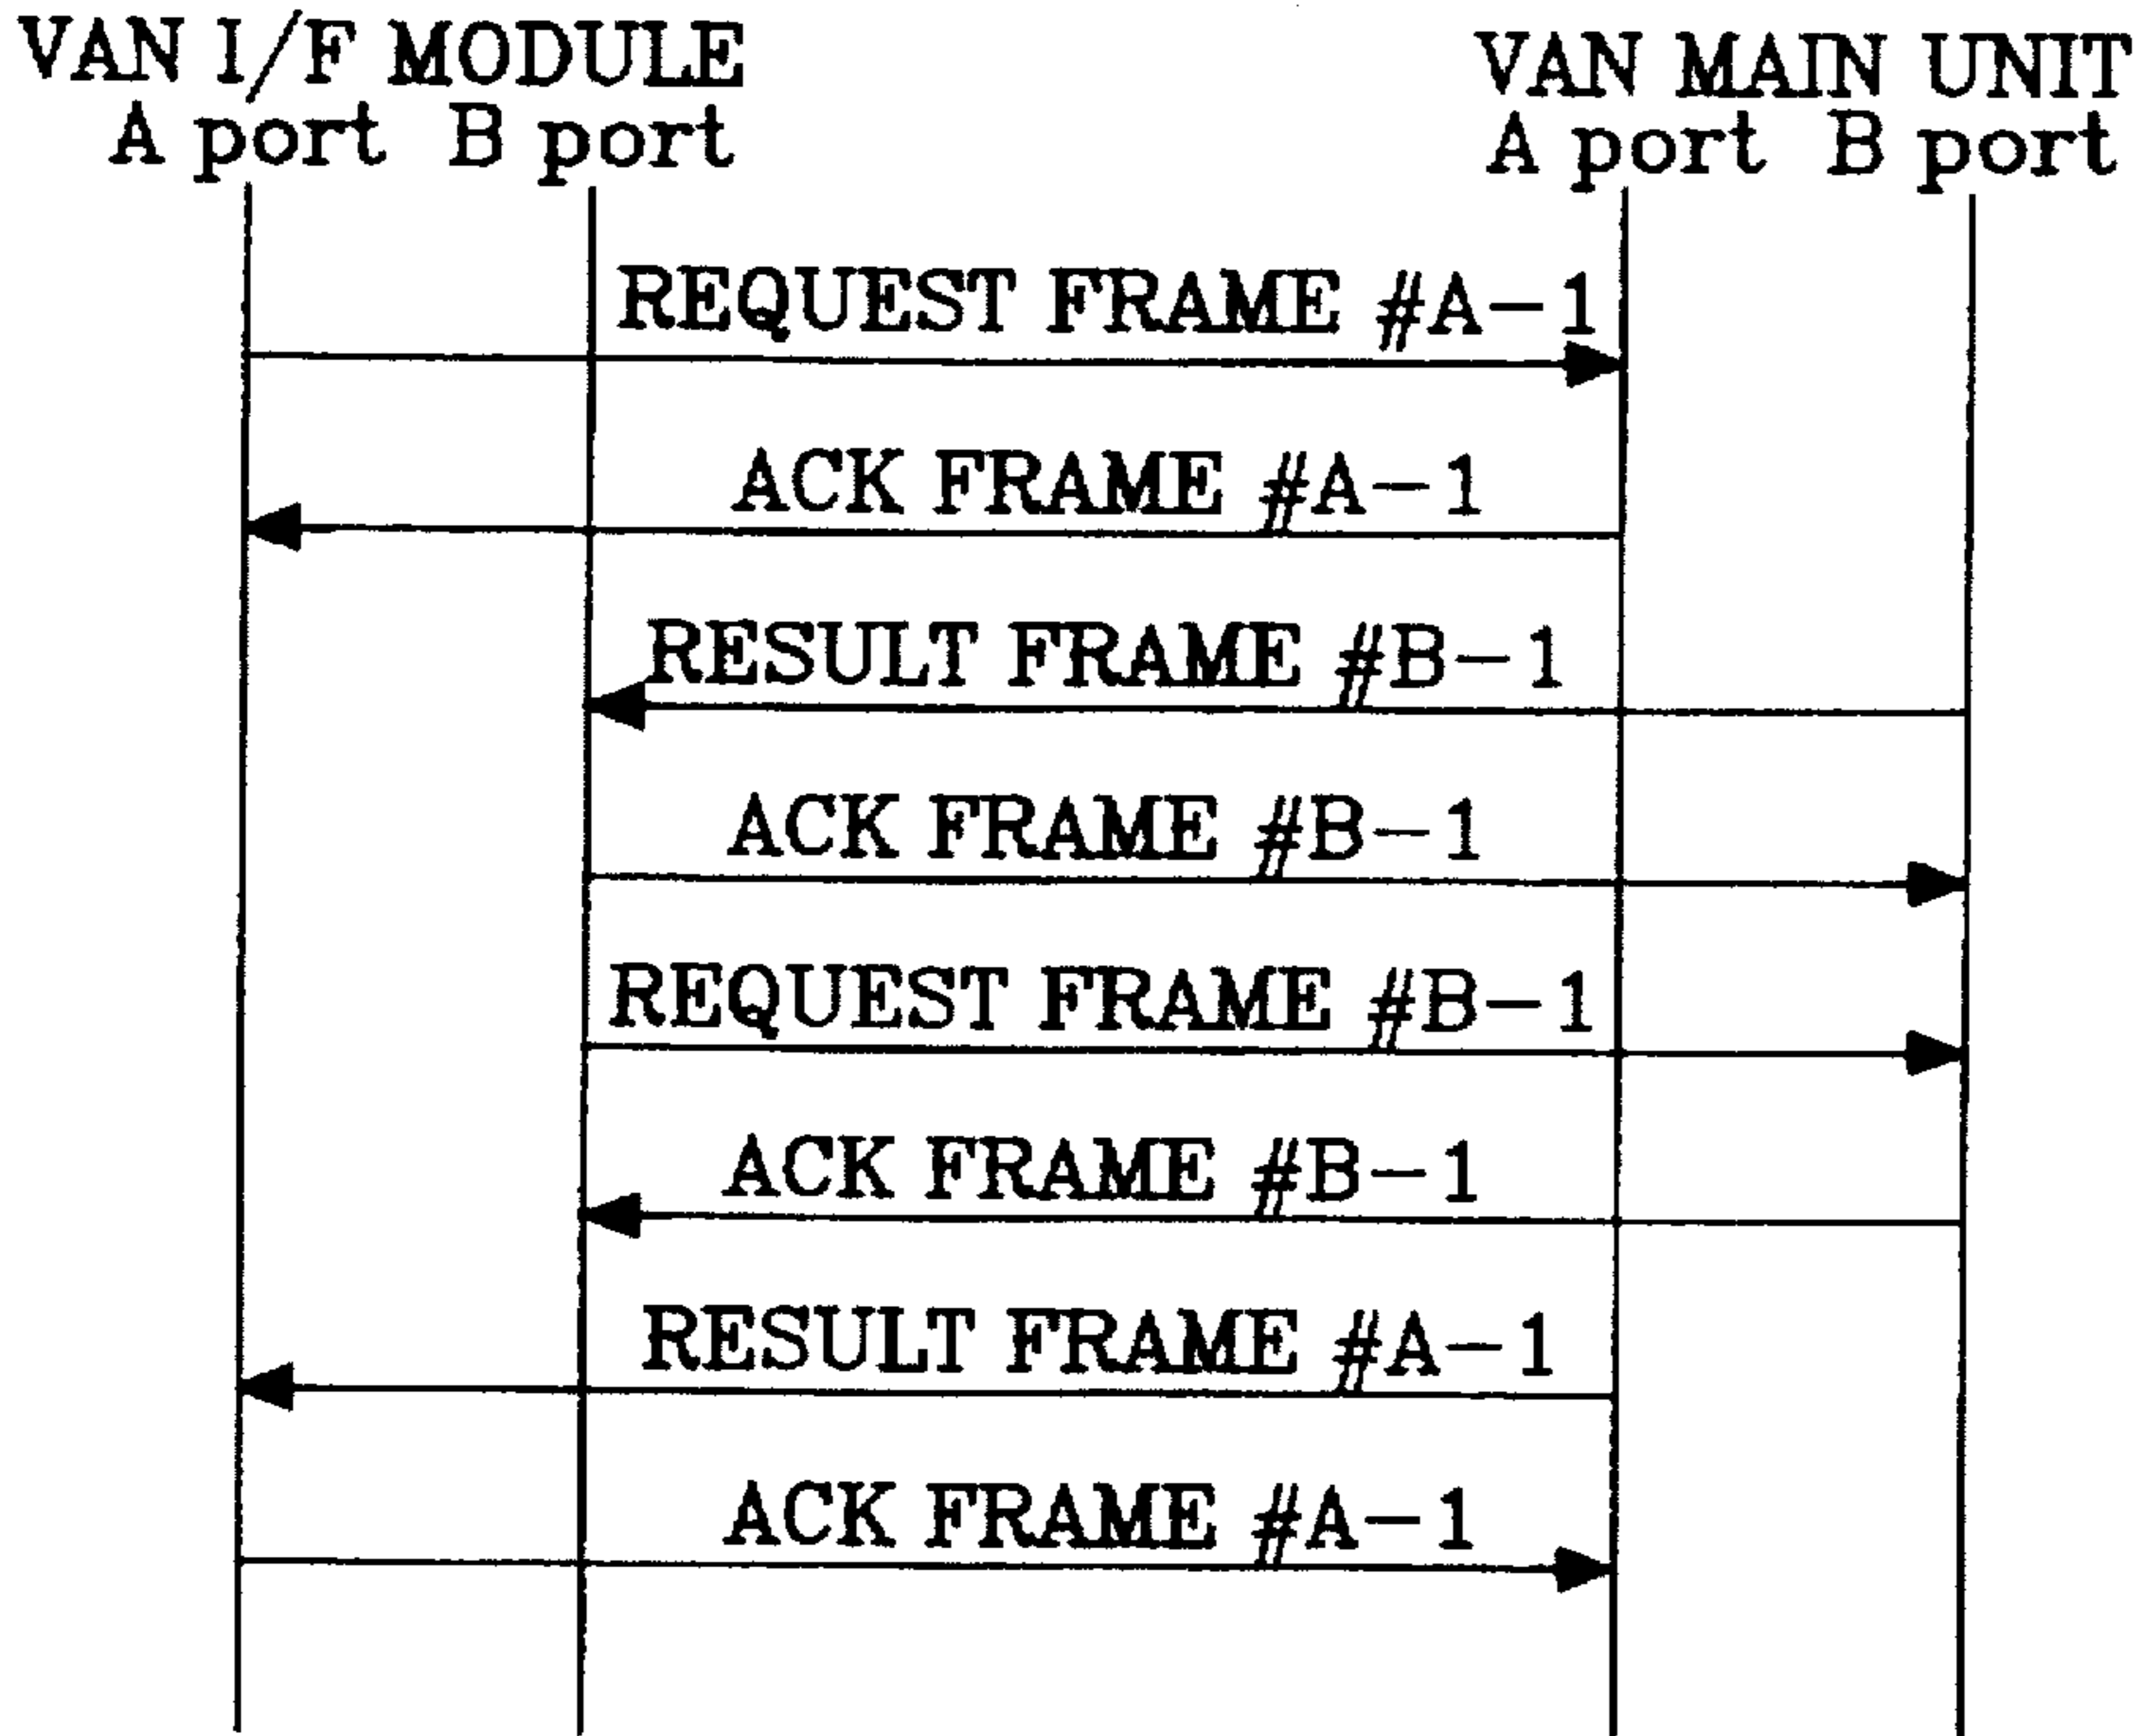 VAN I/F MODULE
A port B port
VAN MAIN UNIT
A port B port
REQUEST FRAME #A-1
ACK FRAME #A-1
RESULT FRAME #B-1
ACK FRAME #B-1
REQUEST FRAME #B-1
ACK FRAME #B-1
RESULT FRAME #A-1
ACK FRAME #A-1